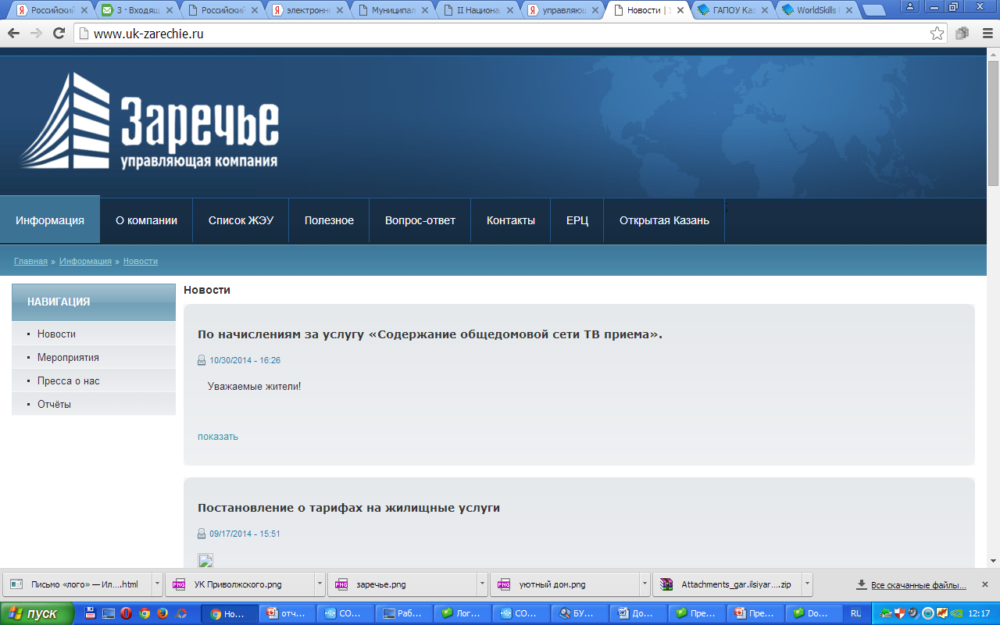 Российский
3 · Входящ
Российский
электронн
Муниципал
II Национа
управляющ
Новости |
ГАПОУ Каз
WorldSkills
www.uk-zarechie.ru
Заречье
управляющая компания
Информация
О компании
Список ЖЭУ
Полезное
Вопрос-ответ
Контакты
ЕРЦ
Открытая Казань
Главная » Информация » Новости
НАВИГАЦИЯ
Новости
Мероприятия
Пресса о нас
Отчёты
Новости
По начислениям за услугу «Содержание общедомовой сети ТВ приема».
10/30/2014 - 16:26
Уважаемые жители!
показать
Постановление о тарифах на жилищные услуги
09/17/2014 - 15:51
Письмо «лого» — Ил....html
УК Приволжского.png
заречье.png
уютный дом.png
Attachments_gar.ilsiyar....zip
Все скачанные файлы...
пуск
Но...
отч...
СО...
Раб...
Лог...
СО...
БУ...
До...
Пре...
Пре...
Do...
RU
12:17